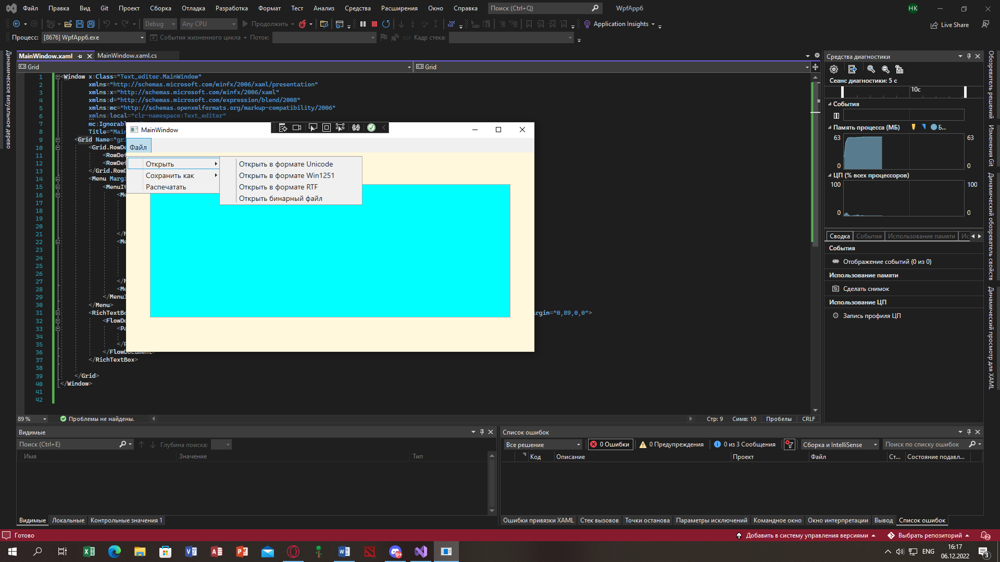 Файл Правка Вид Git Проект Сборка Отладка Разработка Формат Тест Анализ Средства Расширения Окно Справка Поиск (Ctrl+Q) WpfApp6 НК
Debug Any CPU Продолжить Application Insights Live Share
Процесс: [8676] WpfApp6.exe События жизненного цикла Поток: Кадр стека:
Динамическое визуальное дерево
MainWindow.xaml MainWindow.xaml.cs
Grid Grid
1 <Window x:Class="Text_editor.MainWindow"
2 xmlns="http://schemas.microsoft.com/winfx/2006/xaml/presentation"
3 xmlns:x="http://schemas.microsoft.com/winfx/2006/xaml"
4 xmlns:d="http://schemas.microsoft.com/expression/blend/2008"
5 xmlns:mc="http://schemas.openxmlformats.org/markup-compatibility/2006"
6 xmlns:local="clr-namespace:Text_editor"
7 mc:Ignorabl
8 Title="Mai
9 <Grid Name="gri
10 <Grid.RowDe
11 <RowDef
12 <RowDef
13 </Grid.RowD
14 <Menu Margi
15 <MenuIt
16 <Me
17
18
19
20
21 </M
22 <Me
23
24
25
26
27 </M
28 <Me
29 </MenuI
30 </Menu>
31 <RichTextBo rgin="0,89,0,0">
32 <FlowDo
33 <Pa
34
35 </P
36 </FlowDocument>
37 </RichTextBox>
38
39 </Grid>
40 </Window>
41
42
MainWindow
Файл
Открыть
Сохранить как
Распечатать
Открыть в формате Unicode
Открыть в формате Win1251
Открыть в формате RTF
Открыть бинарный файл
89 % Проблемы не найдены. Стр: 9 Симв: 10 Пробелы CRLF
Средства диагностики
Сеанс диагностики: 5 с
10с
События
Память процесса (МБ) Б...
63 63
0 0
ЦП (% всех процессоров)
100 100
0 0
Сводка События Использование памяти Ис
События
Отображение событий (0 из 0)
Использование памяти
Сделать снимок
Использование ЦП
Запись профиля ЦП
Обозреватель решений
Изменения Git
Динамический обозреватель свойств
Динамический просмотр для XAML
Видимые
Поиск (Ctrl+E) Глубина поиска:
Имя Значение Тип
Видимые Локальные Контрольные значения 1
Список ошибок
Все решение 0 Ошибки 0 Предупреждения 0 из 3 Сообщения Сборка и IntelliSense Поиск по списку ошибок
Код Описание Проект Файл Ст... Состояние подавл...
Ошибки привязки XAML Стек вызовов Точки останова Параметры исключений Командное окно Окно интерпретации Вывод Список ошибок
Готово Добавить в систему управления версиями Выбрать репозиторий 2
9+ ENG 16:17
06.12.2022 3